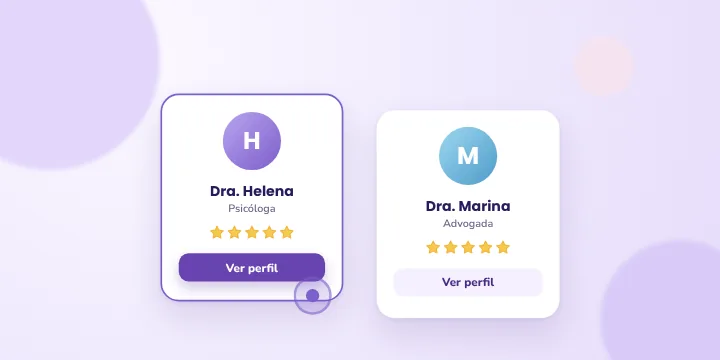 H
Dra. Helena
Psicóloga
Ver perfil
M
Dra. Marina
Advogada
Ver perfil